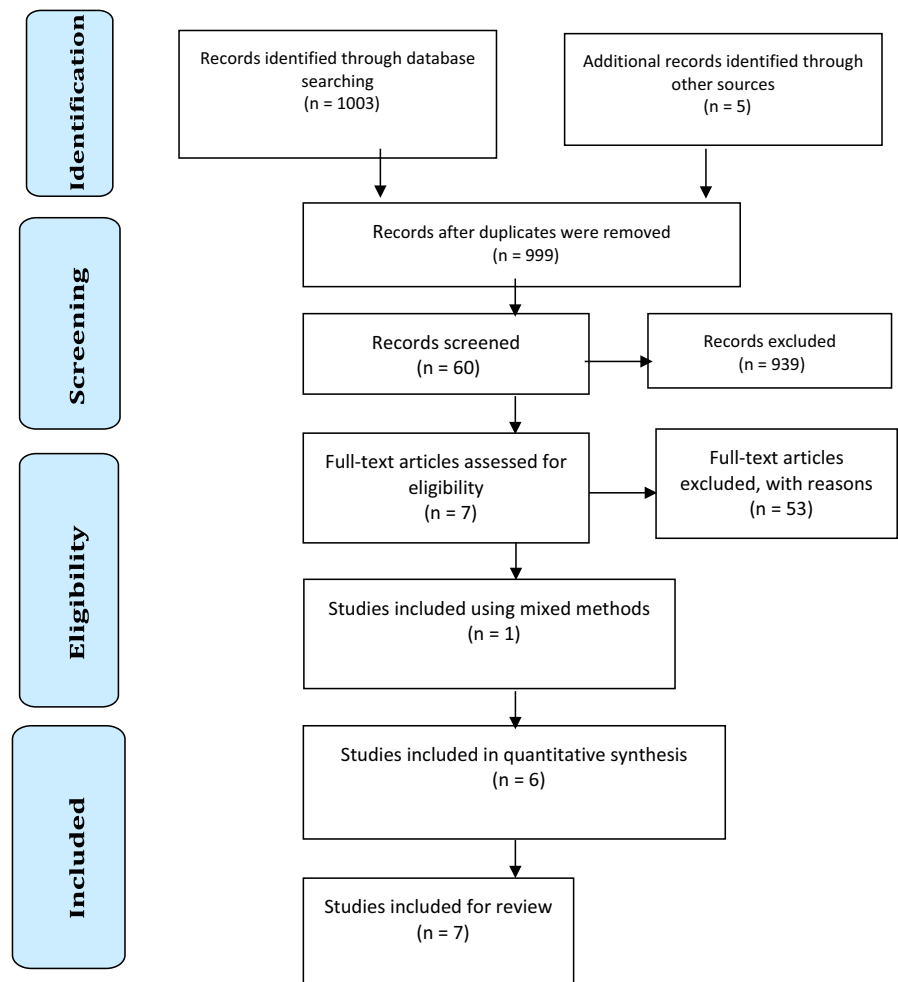 Identification
Records identified through database
searching
(n = 1003)
Additional records identified through
other sources
(n = 5)
Records after duplicates were removed
(n = 999)
Screening
Records screened
(n = 60)
Records excluded
(n = 939)
Eligibility
Full-text articles assessed for
eligibility
(n = 7)
Full-text articles
excluded, with reasons
(n = 53)
Studies included using mixed methods
(n = 1)
Included
Studies included in quantitative synthesis
(n = 6)
Studies included for review
(n = 7)